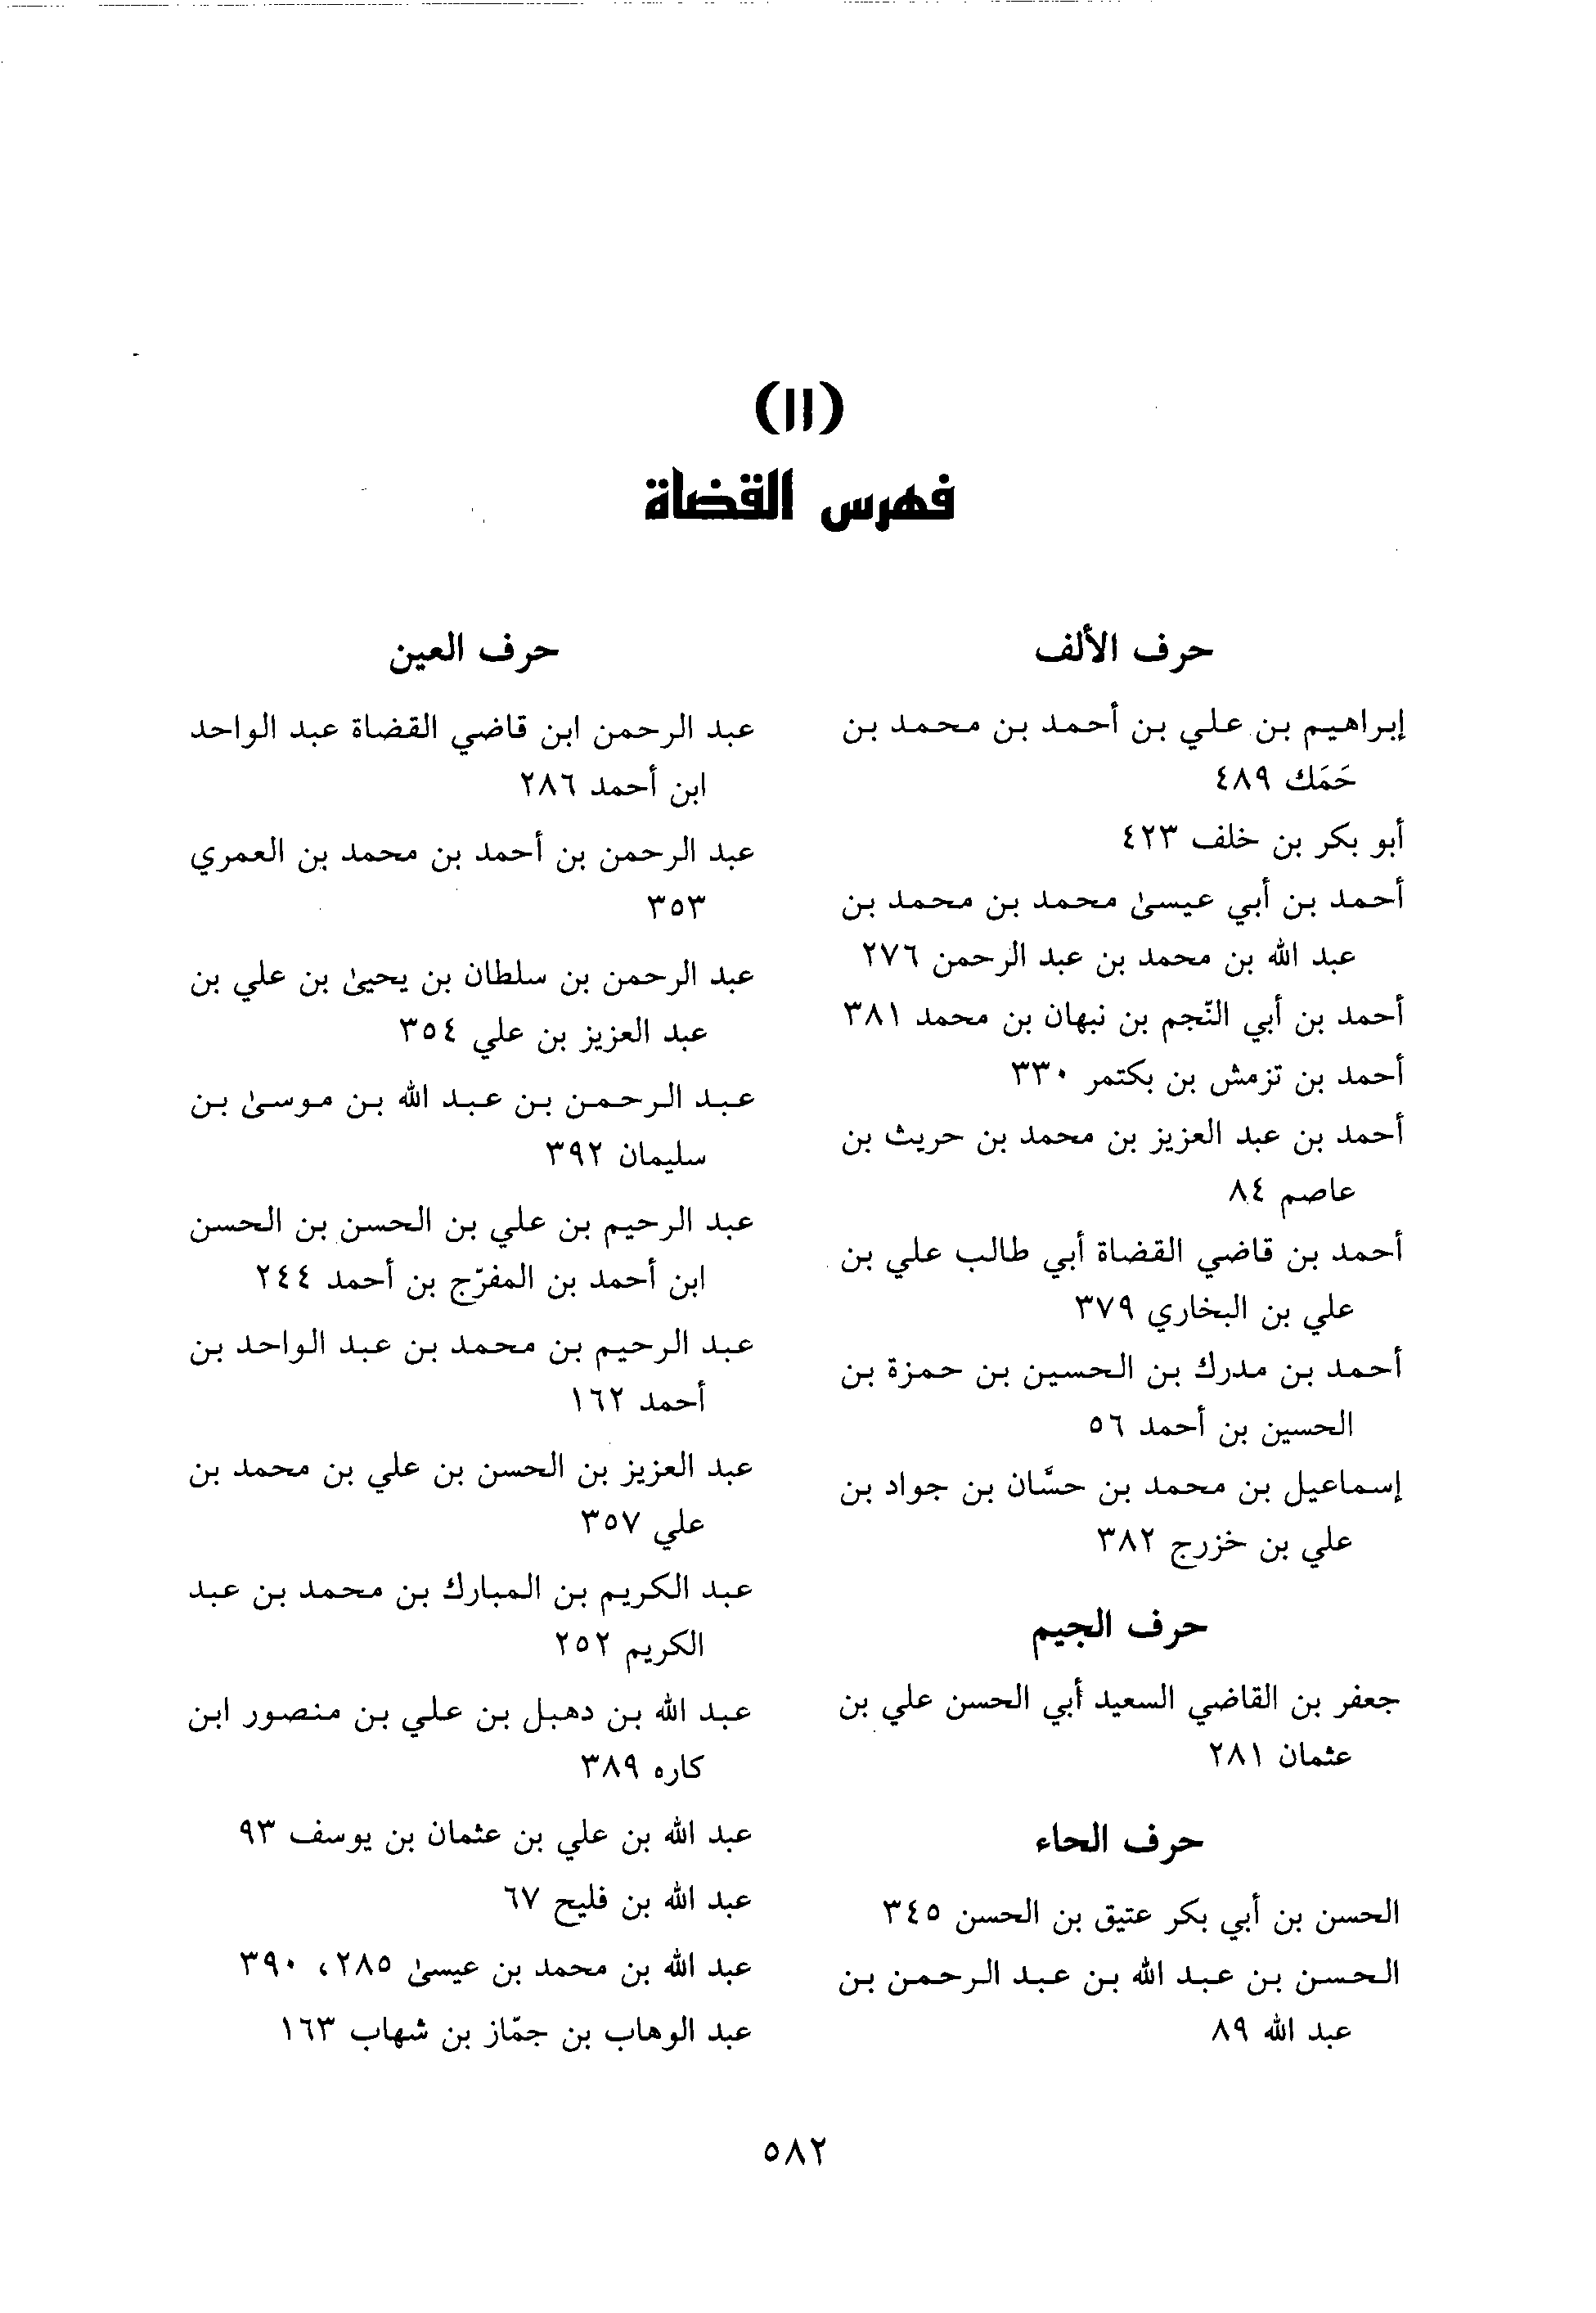 (١١)
فهرس القضاة
حرف الألف
إبراهيم بن علي بن أحمد بن محمد بن
حَمَك ٤٨٩
أبو بكر بن خلف ٤٢٣
أحمد بن أبي عيسىٰ محمد بن محمد بن
عبد الله بن محمد بن عبد الرحمن ٢٧٦
أحمد بن أبي النّجم بن نبهان بن محمد ٣٨١
أحمد بن تزمش بن بكتمر ٣٣٠
أحمد بن عبد العزيز بن محمد بن حريث بن
عاصم ٨٤
أحمد بن قاضي القضاة أبي طالب علي بن
علي بن البخاري ٣٧٩
أحمد بن مدرك بن الحسين بن حمزة بن
الحسين بن أحمد ٥٦
إسماعيل بن محمد بن حسَّان بن جواد بن
علي بن خزرج ٣٨٢
حرف الجيم
جعفر بن القاضي السعيد أبي الحسن علي بن
عثمان ٢٨١
حرف الحاء
الحسن بن أبي بكر عتيق بن الحسن ٣٤٥
الحسن بن عبد الله بن عبد الرحمن بن
عبد الله ٨٩
حرف العين
عبد الرحمن ابن قاضي القضاة عبد الواحد
ابن أحمد ٢٨٦
عبد الرحمن بن أحمد بن محمد بن العمري
٣٥٣
عبد الرحمن بن سلطان بن يحيىٰ بن علي بن
عبد العزيز بن علي ٣٥٤
عبد الرحمن بن عبد الله بن موسىٰ بن
سليمان ٣٩٢
عبد الرحيم بن علي بن الحسن بن الحسن
ابن أحمد بن المفرّج بن أحمد ٢٤٤
عبد الرحيم بن محمد بن عبد الواحد بن
أحمد ١٦٢
عبد العزيز بن الحسن بن علي بن محمد بن
علي ٣٥٧
عبد الكريم بن المبارك بن محمد بن عبد
الكريم ٢٥٢
عبد الله بن دهبل بن علي بن منصور ابن
كاره ٣٨٩
عبد الله بن علي بن عثمان بن يوسف ٩٣
عبد الله بن فليح ٦٧
عبد الله بن محمد بن عيسىٰ ٢٨٥، ٣٩٠
عبد الوهاب بن جمّاز بن شهاب ١٦٣
٥٨٢